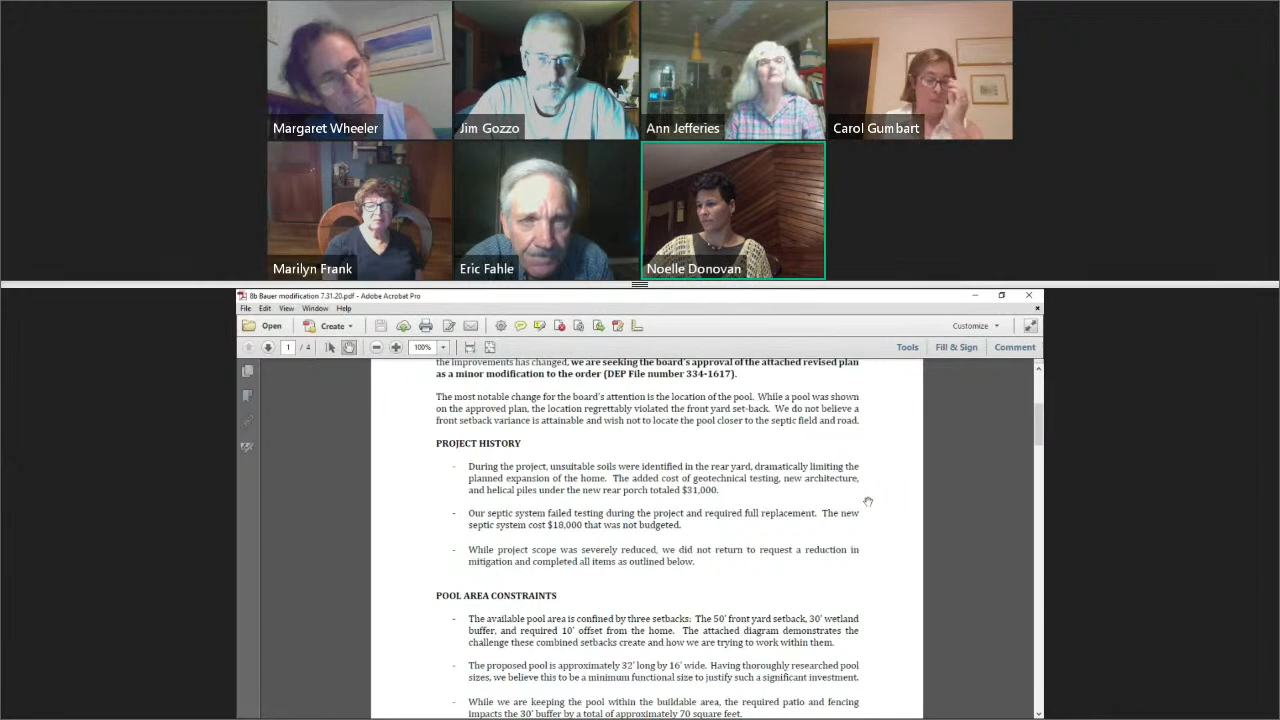 Margaret Wheeler
Jim Gozzo
Ann Jefferies
Carol Gumbart
Marilyn Frank
Eric Fahle
Noelle Donovan
8b Bauer modification 7.31.20.pdf - Adobe Acrobat Pro
File Edit View Window Help
Open Create Customize
1 / 4 100% Tools Fill & Sign Comment
the improvements has changed, we are seeking the board's approval of the attached revised plan
as a minor modification to the order (DEP File number 334-1617).
The most notable change for the board's attention is the location of the pool. While a pool was shown
on the approved plan, the location regrettably violated the front yard set-back. We do not believe a
front setback variance is attainable and wish not to locate the pool closer to the septic field and road.
PROJECT HISTORY
- During the project, unsuitable soils were identified in the rear yard, dramatically limiting the
planned expansion of the home. The added cost of geotechnical testing, new architecture,
and helical piles under the new rear porch totaled $31,000.
- Our septic system failed testing during the project and required full replacement. The new
septic system cost $18,000 that was not budgeted.
- While project scope was severely reduced, we did not return to request a reduction in
mitigation and completed all items as outlined below.
POOL AREA CONSTRAINTS
- The available pool area is confined by three setbacks: The 50' front yard setback, 30' wetland
buffer, and required 10' offset from the home. The attached diagram demonstrates the
challenge these combined setbacks create and how we are trying to work within them.
- The proposed pool is approximately 32' long by 16' wide. Having thoroughly researched pool
sizes, we believe this to be a minimum functional size to justify such a significant investment.
- While we are keeping the pool within the buildable area, the required patio and fencing
impacts the 30' buffer by a total of approximately 70 square feet.